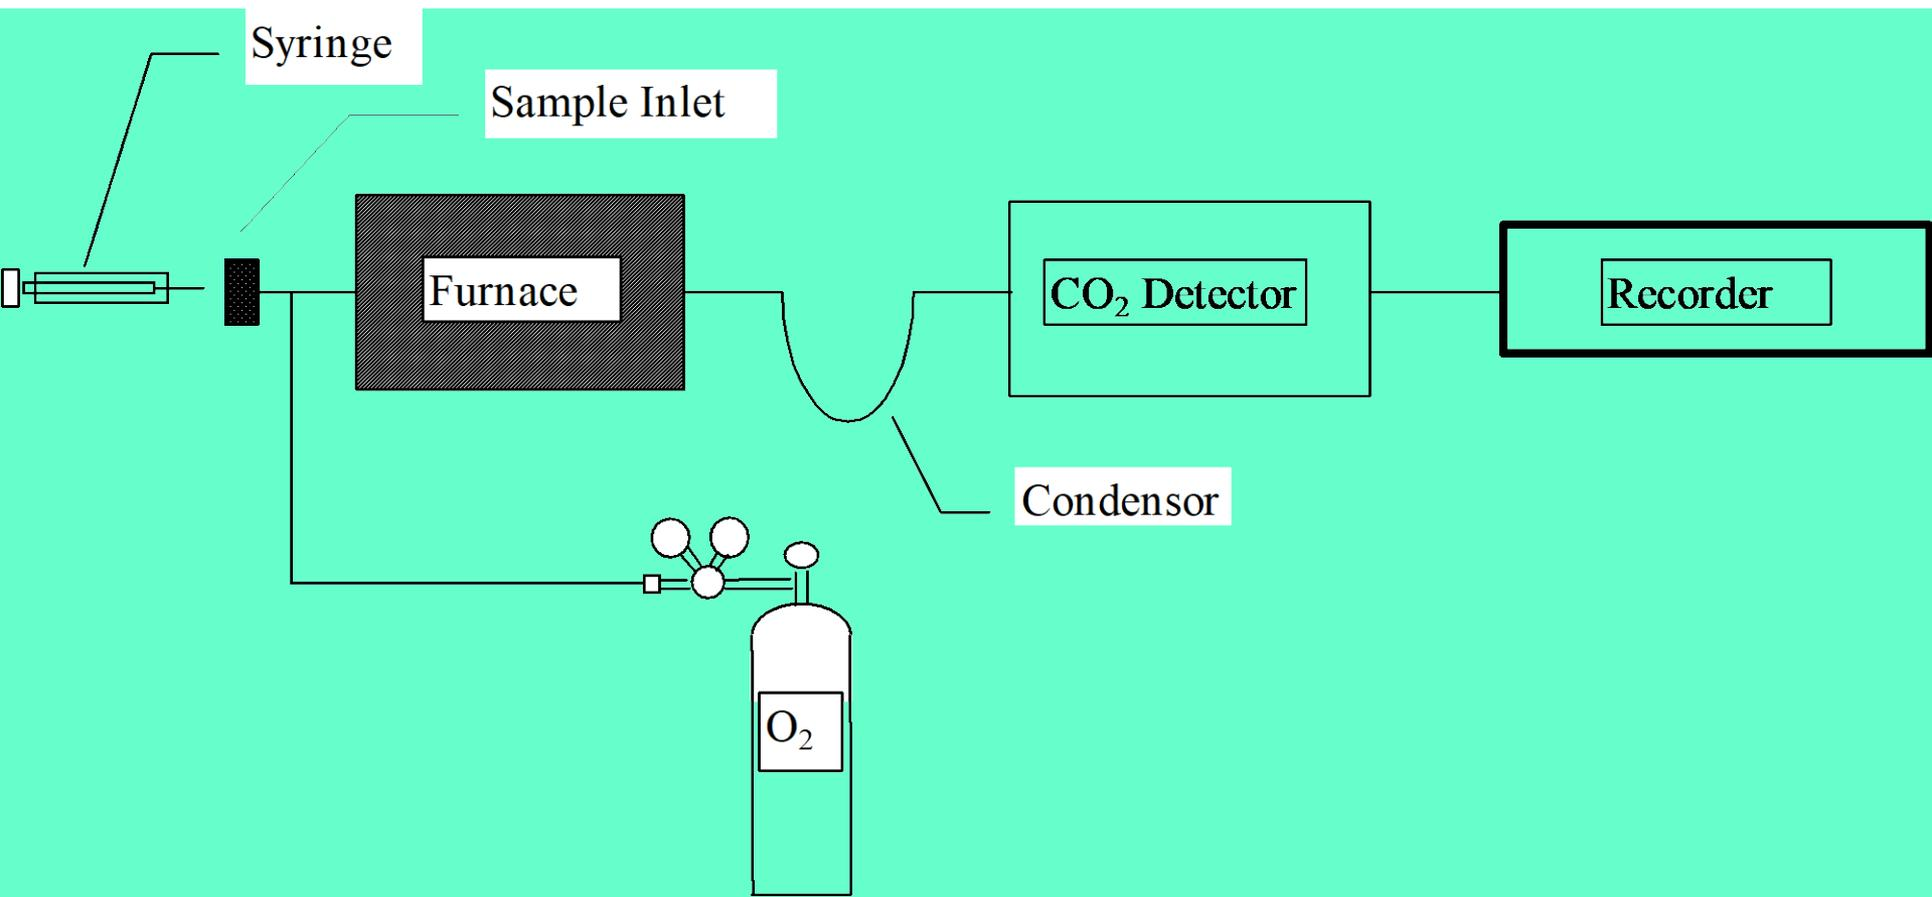 Syringe
Sample Inlet
Furnace
CO₂ Detector
Recorder
Condensor
O₂